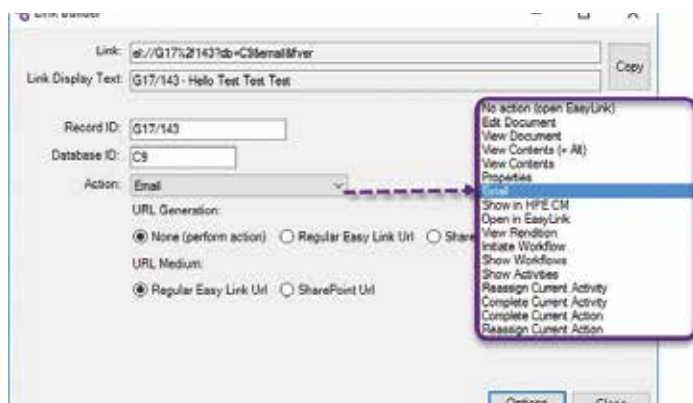 Link Builder
Link: el://G17%2f143?db=C9&email&fver
Copy
Link Display Text: G17/143 - Hello Test Test Test
Record ID: G17/143
Database ID: C9
Action: Email
URL Generation:
None (perform action) Regular Easy Link Url Share
URL Medium:
Regular Easy Link Url SharePoint Url
No action (open EasyLink)
Edit Document
View Document
View Contents (+ Alt)
View Contents
Properties
Email
Show in HPE CM
Open in EasyLink
View Rendition
Initiate Workflow
Show Workflows
Show Activities
Reassign Current Activity
Complete Current Activity
Complete Current Action
Reassign Current Action
Options Close